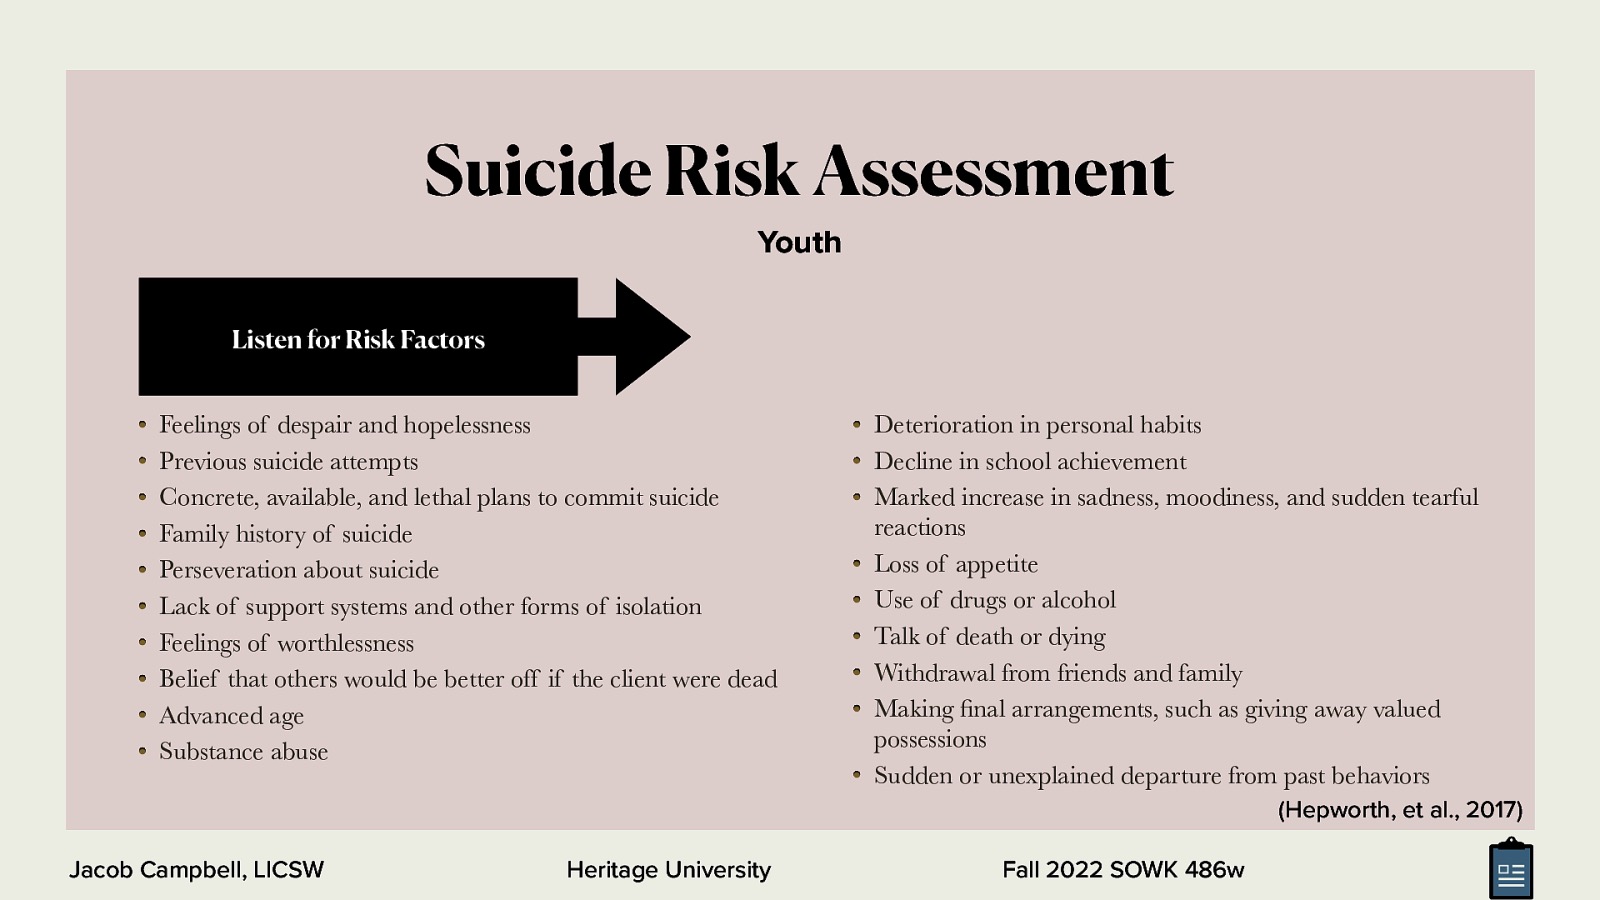 Suicide Risk Assessment
Youth
Listen for Risk Factors
• Feelings of despair and hopelessness
• Previous suicide attempts
• Concrete, available, and lethal plans to commit suicide
• Family history of suicide
• Perseveration about suicide
• Lack of support systems and other forms of isolation
• Feelings of worthlessness
• Belief that others would be better off if the client were dead
• Advanced age
• Substance abuse
• Deterioration in personal habits
• Decline in school achievement
• Marked increase in sadness, moodiness, and sudden tearful
reactions
• Loss of appetite
• Use of drugs or alcohol
• Talk of death or dying
• Withdrawal from friends and family
• Making final arrangements, such as giving away valued
possessions
• Sudden or unexplained departure from past behaviors
(Hepworth, et al., 2017)
Jacob Campbell, LICSW
Heritage University
Fall 2022 SOWK 486w